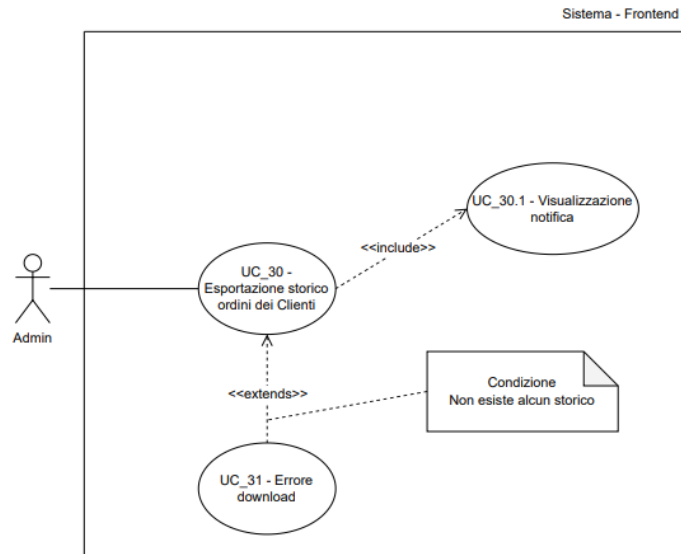 Sistema - Frontend
UC_30.1 - Visualizzazione
notifica
<<include>>
UC_30 -
Esportazione storico
ordini dei Clienti
Admin
Condizione
Non esiste alcun storico
<<extends>>
UC_31 - Errore
download